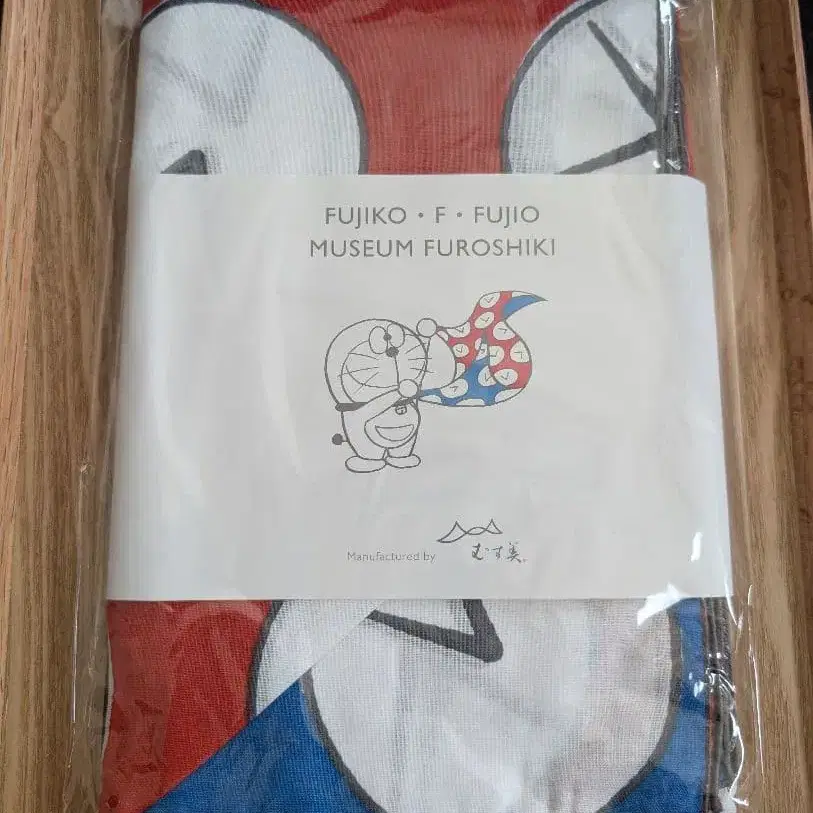 FUJIKO・F・FUJIO
MUSEUM FUROSHIKI
Manufactured by むす美